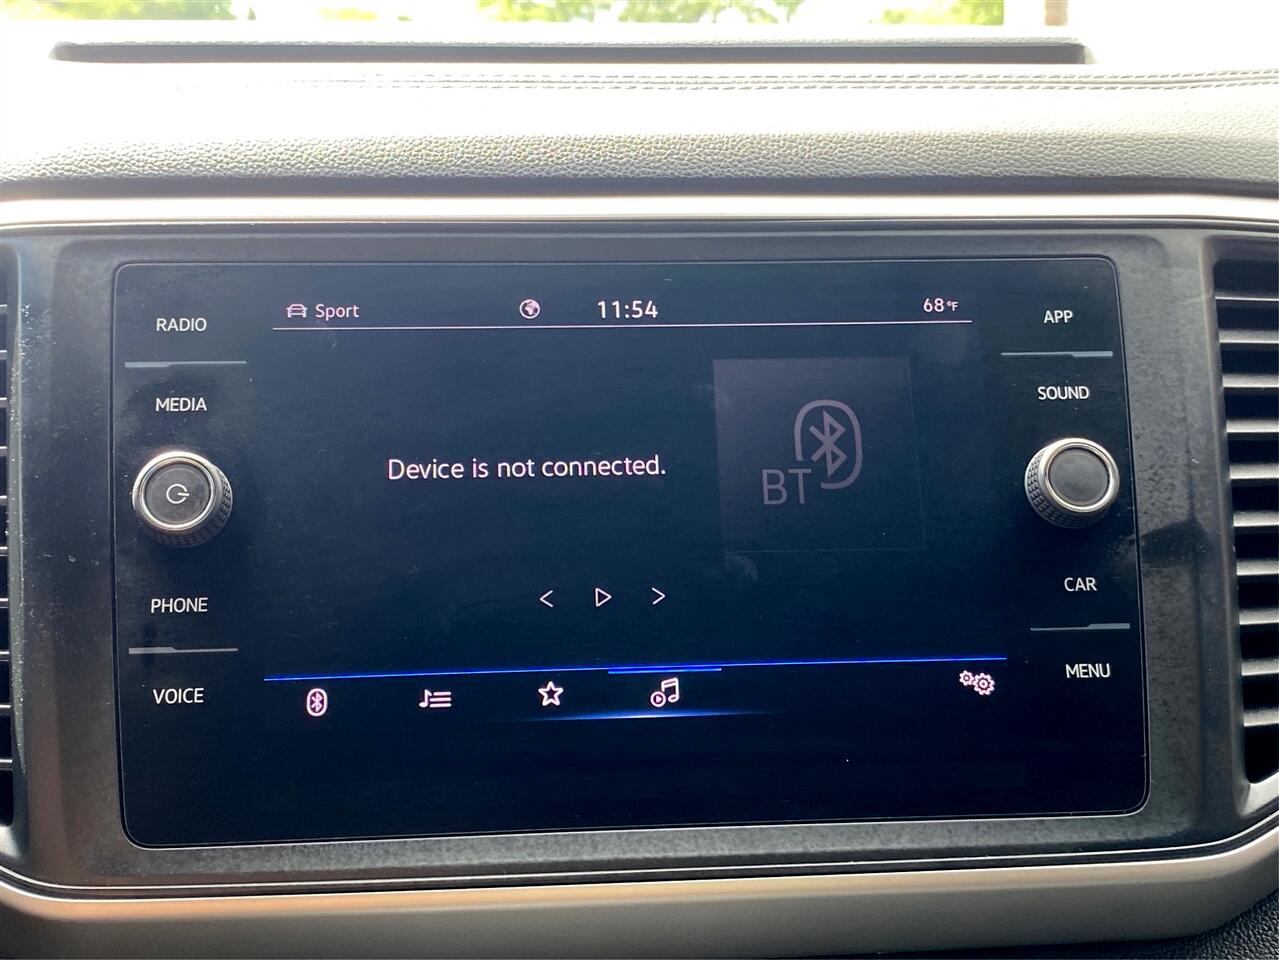 RADIO
MEDIA
PHONE
VOICE
Sport 11:54 68°F
Device is not connected.
BT
APP
SOUND
CAR
MENU